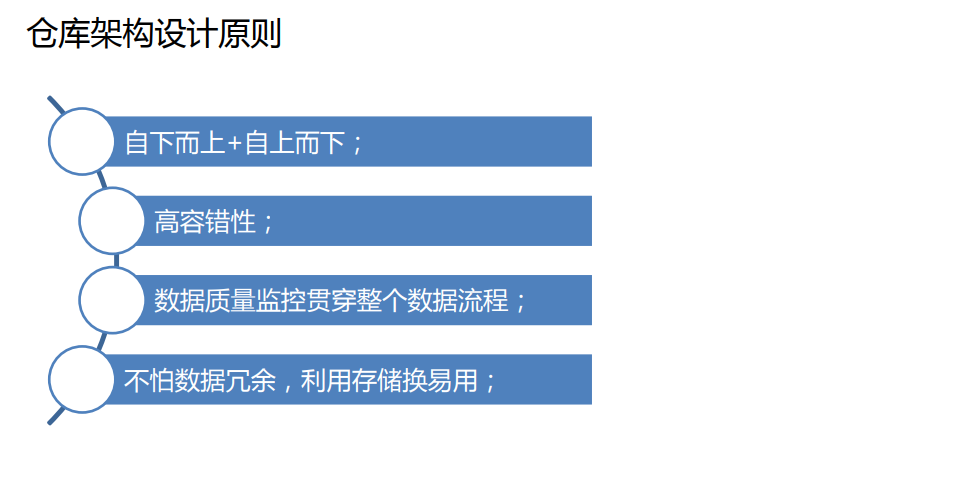 仓库架构设计原则
自下而上+自上而下；
高容错性；
数据质量监控贯穿整个数据流程；
不怕数据冗余，利用存储换易用；